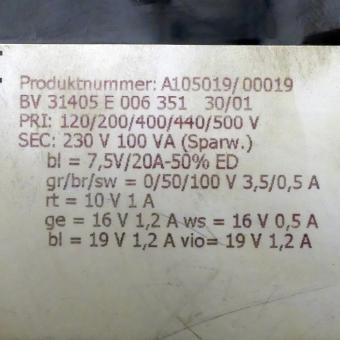 Produktnummer: A105019/00019
BV 31405 E 006 351 30/01
PRI: 120/200/400/440/500 V
SEC: 230 V 100 VA (Sparw.)
bl = 7,5V/20A-50% ED
gr/br/sw = 0/50/100 V 3,5/0,5 A
rt = 10 V 1 A
ge = 16 V 1,2 A ws = 16 V 0,5 A
bl = 19 V 1,2 A vio= 19 V 1,2 A